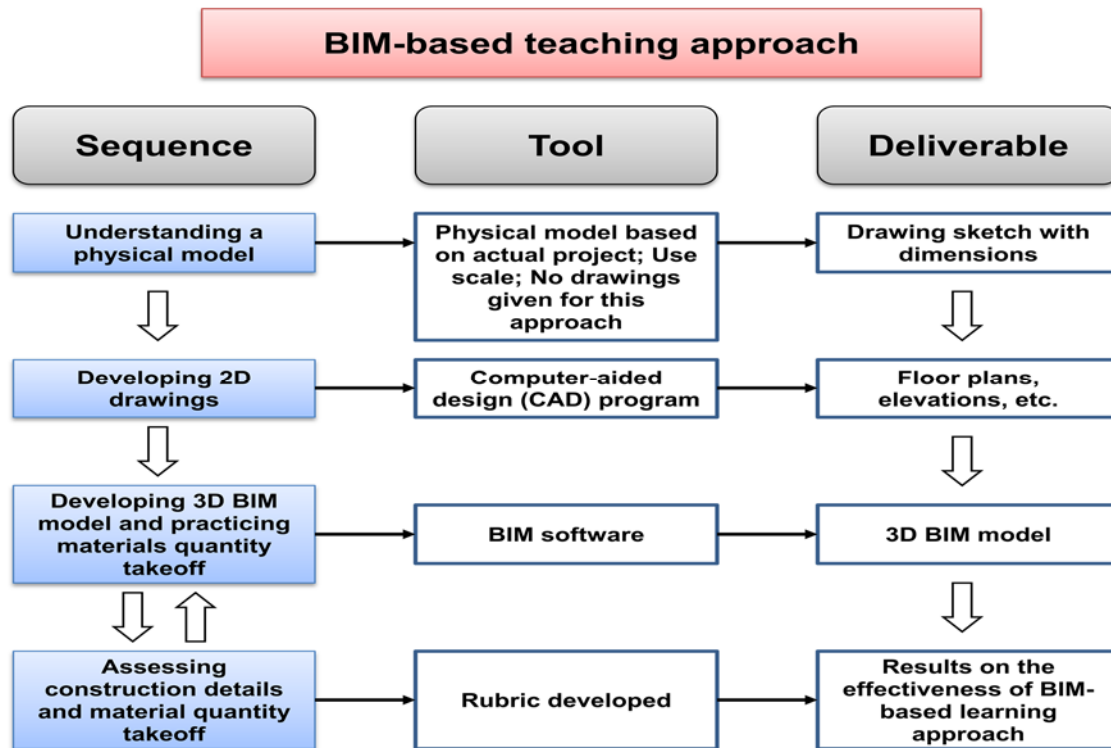 BIM-based teaching approach
Sequence
Tool
Deliverable
Understanding a
physical model
Physical model based
on actual project; Use
scale; No drawings
given for this
approach
Drawing sketch with
dimensions
Developing 2D
drawings
Computer-aided
design (CAD) program
Floor plans,
elevations, etc.
Developing 3D BIM
model and practicing
materials quantity
takeoff
BIM software
3D BIM model
Assessing
construction details
and material quantity
takeoff
Rubric developed
Results on the
effectiveness of BIM-
based learning
approach